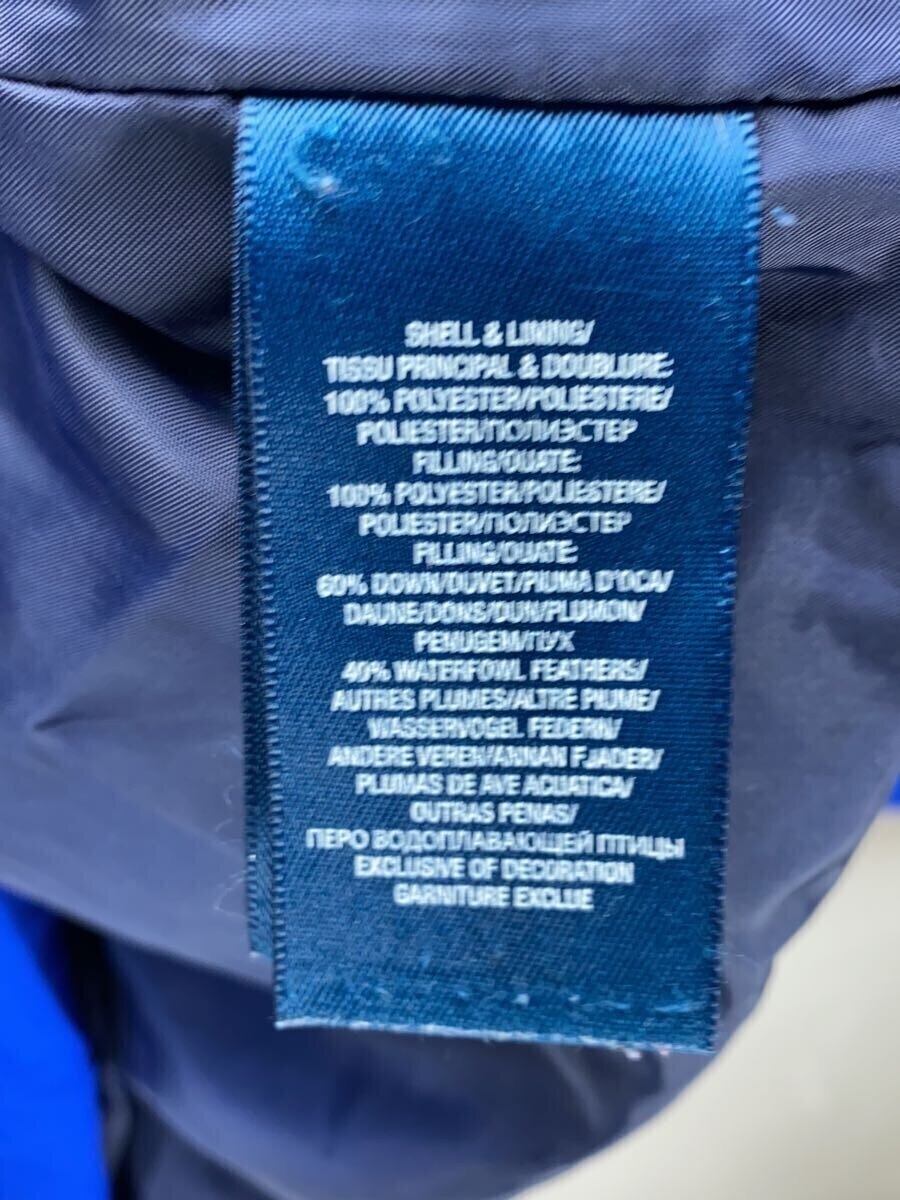 SHELL & LINING/
TISSU PRINCIPAL & DOUBLURE:
100% POLYESTER/POLIESTERE/
POLIESTER/ПОЛИЭСТЕР
FILLING/OUATE:
100% POLYESTER/POLIESTERE/
POLIESTER/ПОЛИЭСТЕР
FILLING/OUATE:
60% DOWN/DUVET/PIUMA D'OCA/
DAUNE/DONS/DUN/PLUMON/
PENUGEM/ПУХ
40% WATERFOWL FEATHERS/
AUTRES PLUMES/ALTRE PIUME/
WASSERVOGEL FEDERN/
ANDERE VEREN/ANNAN FJADER/
PLUMAS DE AVE ACUATICA/
OUTRAS PENAS/
ПЕРО ВОДОПЛАВАЮЩЕЙ ПТИЦЫ
EXCLUSIVE OF DECORATION
GARNITURE EXCLUE